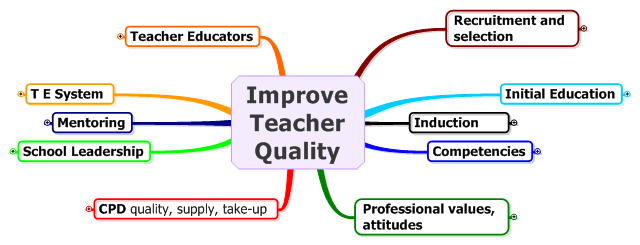 Improve
Teacher
Quality
Recruitment and
selection
Initial Education
Induction
Competencies
Professional values,
attitudes
CPD quality, supply, take-up
School Leadership
Mentoring
T E System
Teacher Educators